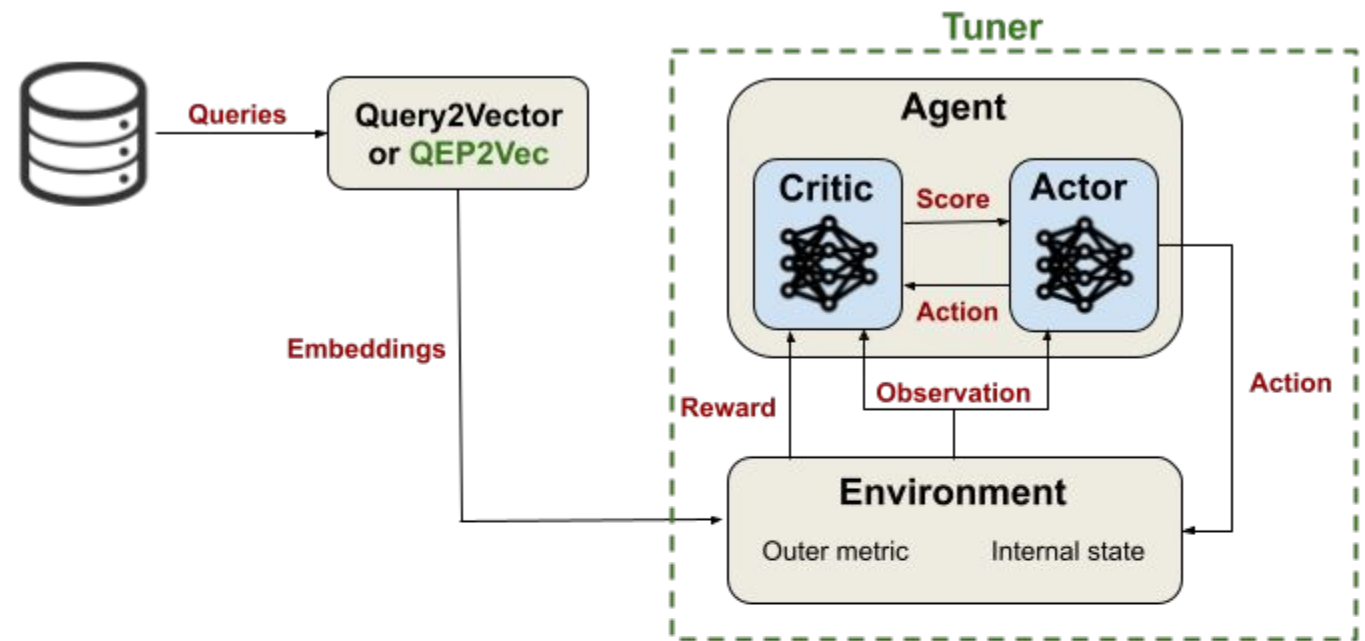 Tuner
Queries
Query2Vector
or QEP2Vec
Agent
Critic
Score
Actor
Action
Embeddings
Reward
Observation
Action
Environment
Outer metric
Internal state